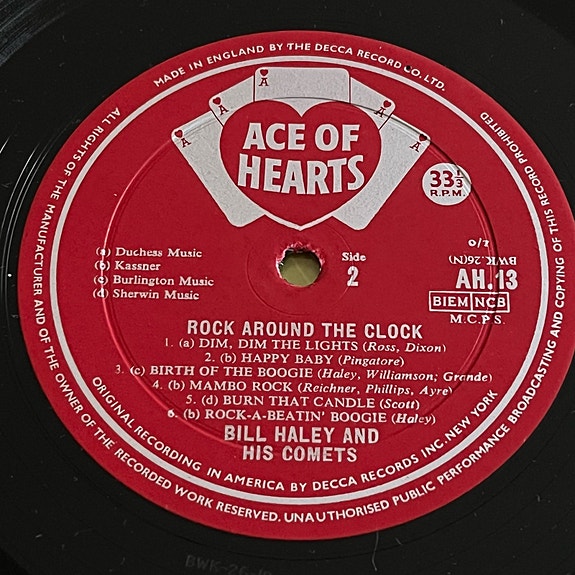 MADE IN ENGLAND BY THE DECCA RECORD CO. LTD.
ALL RIGHTS OF THE MANUFACTURER AND OF THE OWNER OF THE RECORDED WORK RESERVED. UNAUTHORISED PUBLIC PERFORMANCE BROADCASTING AND COPYING OF THIS RECORD PROHIBITED
A
A
A
A
A
ACE OF
HEARTS
33 1/3
R.P.M.
(a) Duchess Music
(b) Kassner
(c) Burlington Music
(d) Sherwin Music
Side
2
1/0
BWK.26(N)
AH.13
BIEM NCB
M.C.P.S.
ROCK AROUND THE CLOCK
1. (a) DIM, DIM THE LIGHTS (Ross, Dixon)
2. (b) HAPPY BABY (Pingatore)
3. (c) BIRTH OF THE BOOGIE (Haley, Williamson; Grande)
4. (b) MAMBO ROCK (Reichner, Phillips, Ayre)
5. (d) BURN THAT CANDLE (Scott)
6. (b) ROCK-A-BEATIN' BOOGIE (Haley)
BILL HALEY AND
HIS COMETS
ORIGINAL RECORDING IN AMERICA BY DECCA RECORDS INC. NEW YORK